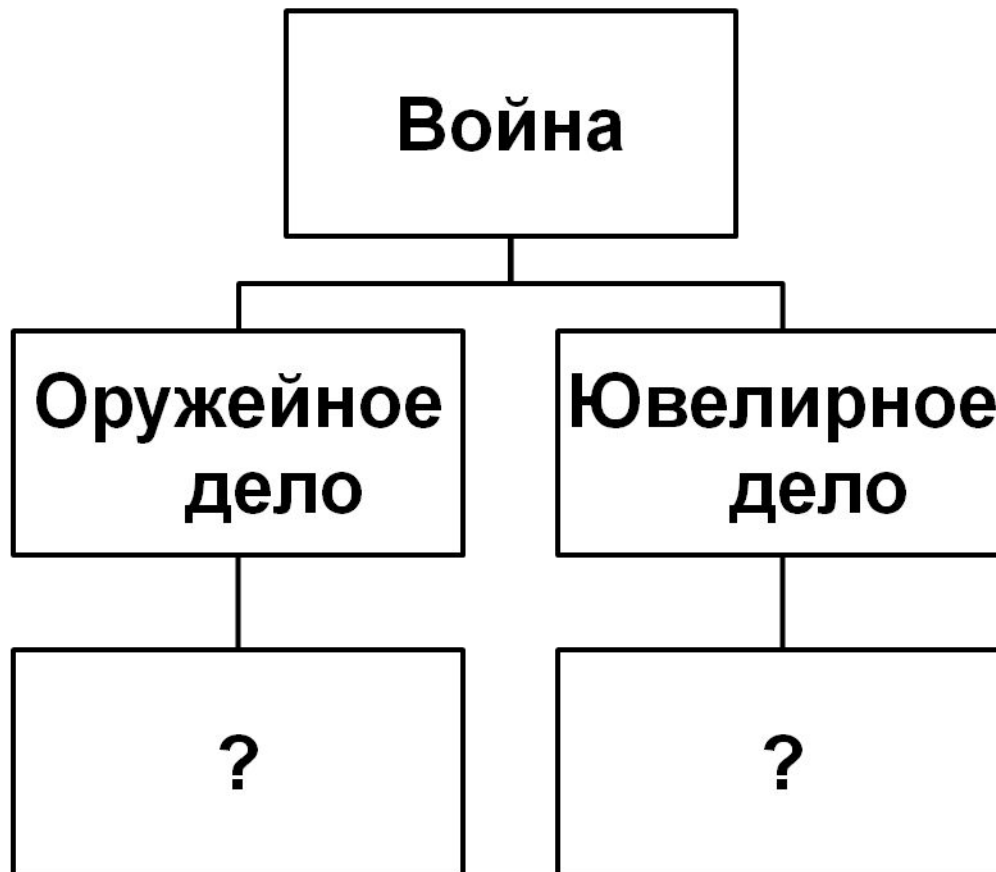 Война
Оружейное
дело
Ювелирное
дело
?
?